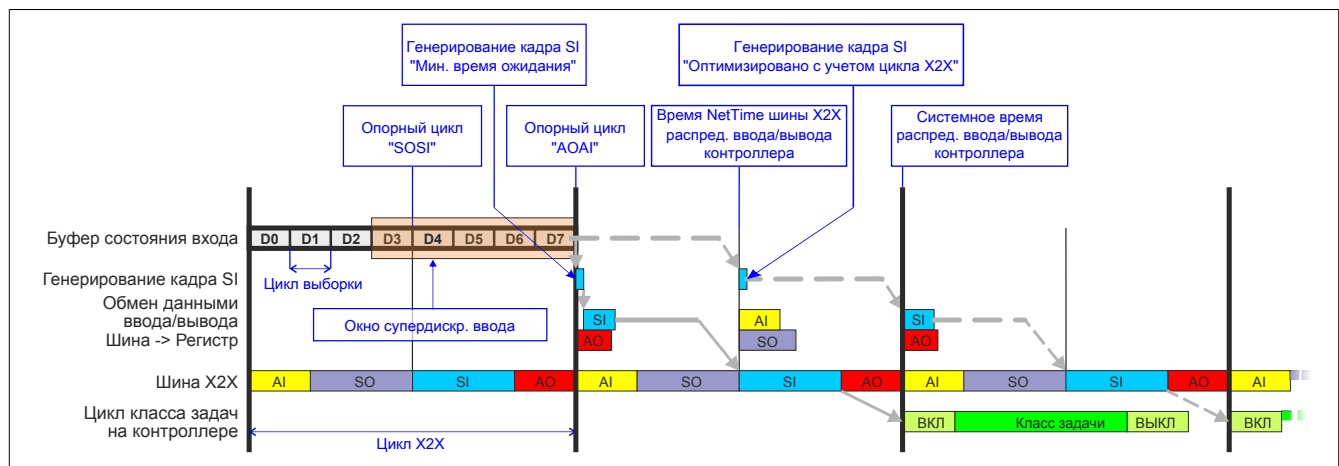 Генерирование кадра SI
"Мин. время ожидания"
Генерирование кадра SI
"Оптимизировано с учетом цикла X2X"
Опорный цикл
"SOSI"
Опорный цикл
"AOAI"
Время NetTime шины X2X
распред. ввода/вывода
контроллера
Системное время
распред. ввода/вывода
контроллера
Буфер состояния входа
D0 D1 D2 D3 D4 D5 D6 D7
Цикл выборки
Генерирование кадра SI
Окно супердискр. ввода
Обмен данными
ввода/вывода
Шина -> Регистр
SI AI SI
AO SO AO
Шина X2X
AI SO SI AO AI SO SI AO AI SO SI AO AI
Цикл класса задач
на контроллере
ВКЛ Класс задачи ВЫКЛ ВКЛ
Цикл X2X